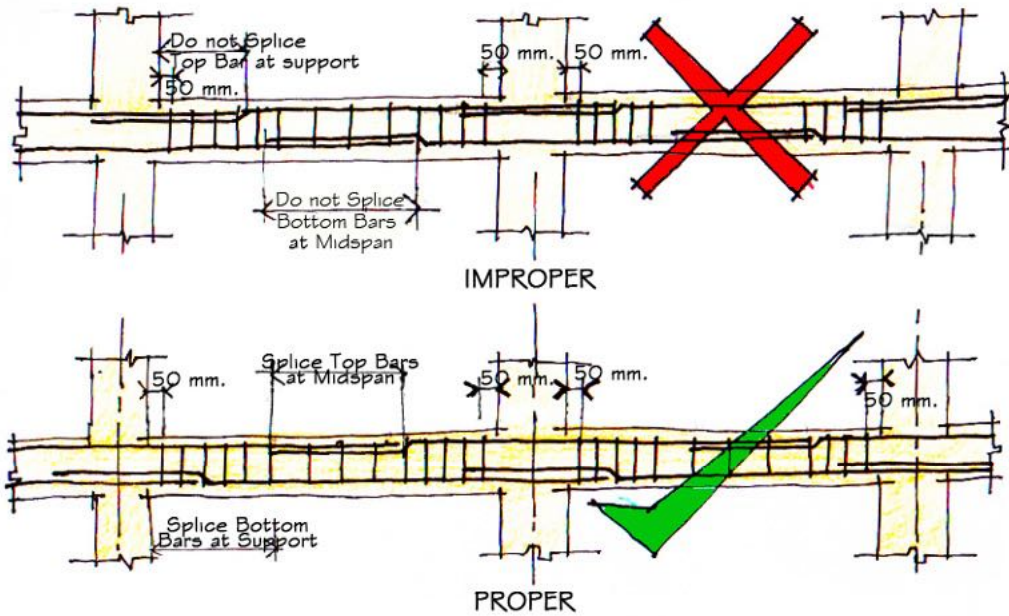 Do not Splice
Top Bar at support
50 mm.
50 mm.
50 mm.
Do not Splice
Bottom Bars
at Midspan
IMPROPER
50 mm.
Splice Top Bars
at Midspan
50 mm.
50 mm.
50 mm.
Splice Bottom
Bars at Support
PROPER